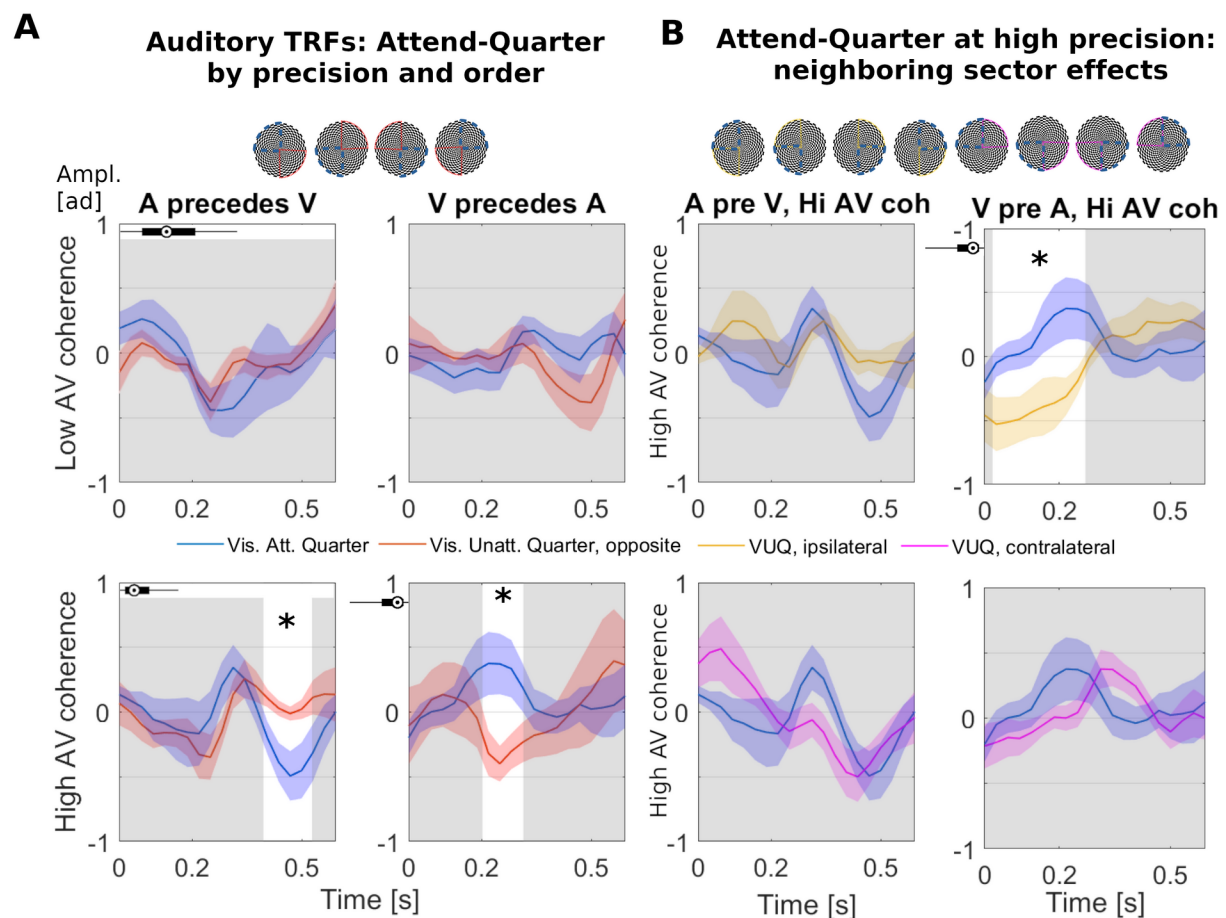 A
Auditory TRFs: Attend-Quarter
by precision and order
B
Attend-Quarter at high precision:
neighboring sector effects
Ampl.
[ad]
A precedes V
V precedes A
A pre V, Hi AV coh
V pre A, Hi AV coh
Low AV coherence
1
0
-1
0
0.2
0.5
0
0.2
0.5
High AV coherence
1
0
-1
0
0.2
0.5
-1
*
0
-1
0
0.2
0.5
Vis. Att. Quarter
Vis. Unatt. Quarter, opposite
VUQ, ipsilateral
VUQ, contralateral
High AV coherence
1
0
-1
*
0
0.2
0.5
1
0
-1
*
0
0.2
0.5
Time [s]
High AV coherence
1
0
-1
0
0.2
0.5
1
0
-1
0
0.2
0.5
Time [s]